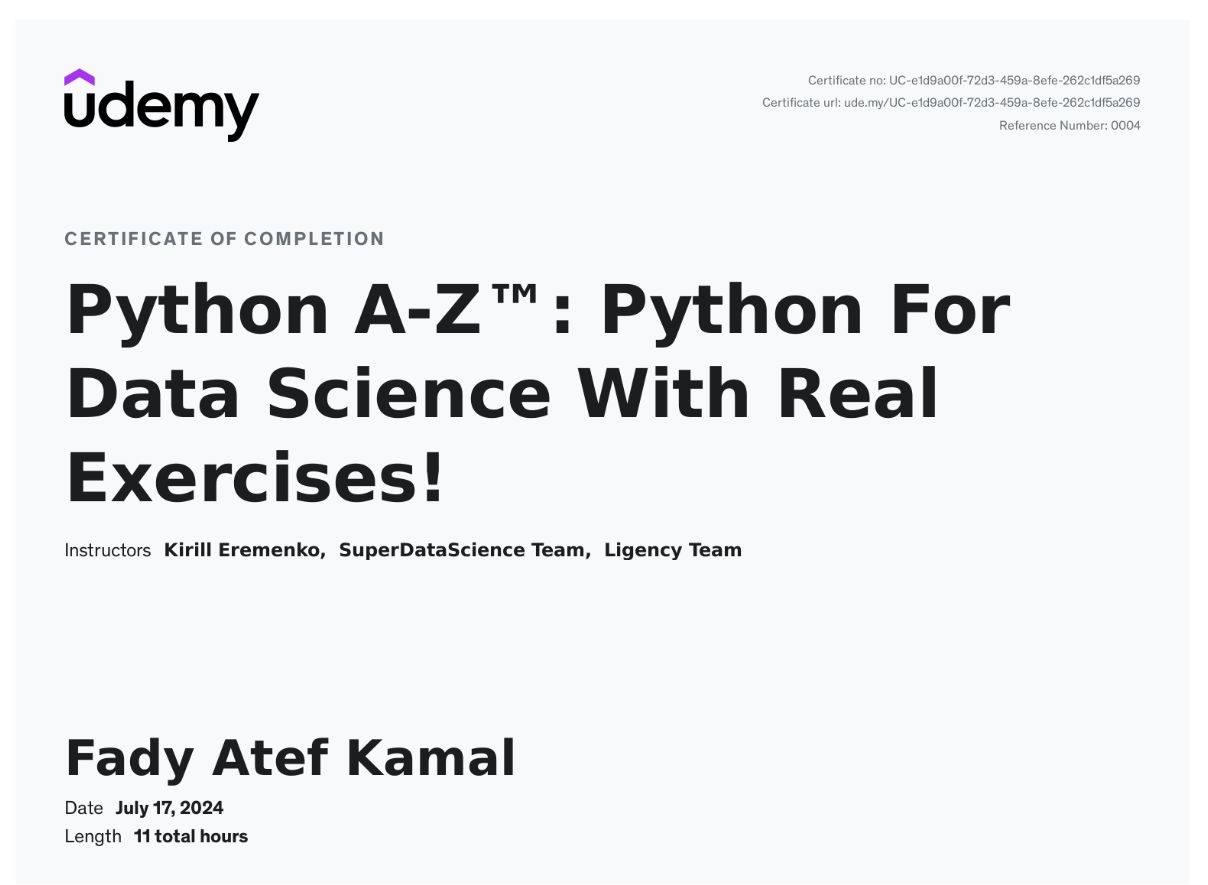 udemy
Certificate no: UC-e1d9a00f-72d3-459a-8efe-262c1df5a269
Certificate url: ude.my/UC-e1d9a00f-72d3-459a-8efe-262c1df5a269
Reference Number: 0004
CERTIFICATE OF COMPLETION
Python A-Z™: Python For
Data Science With Real
Exercises!
Instructors Kirill Eremenko, SuperDataScience Team, Ligency Team
Fady Atef Kamal
Date July 17, 2024
Length 11 total hours